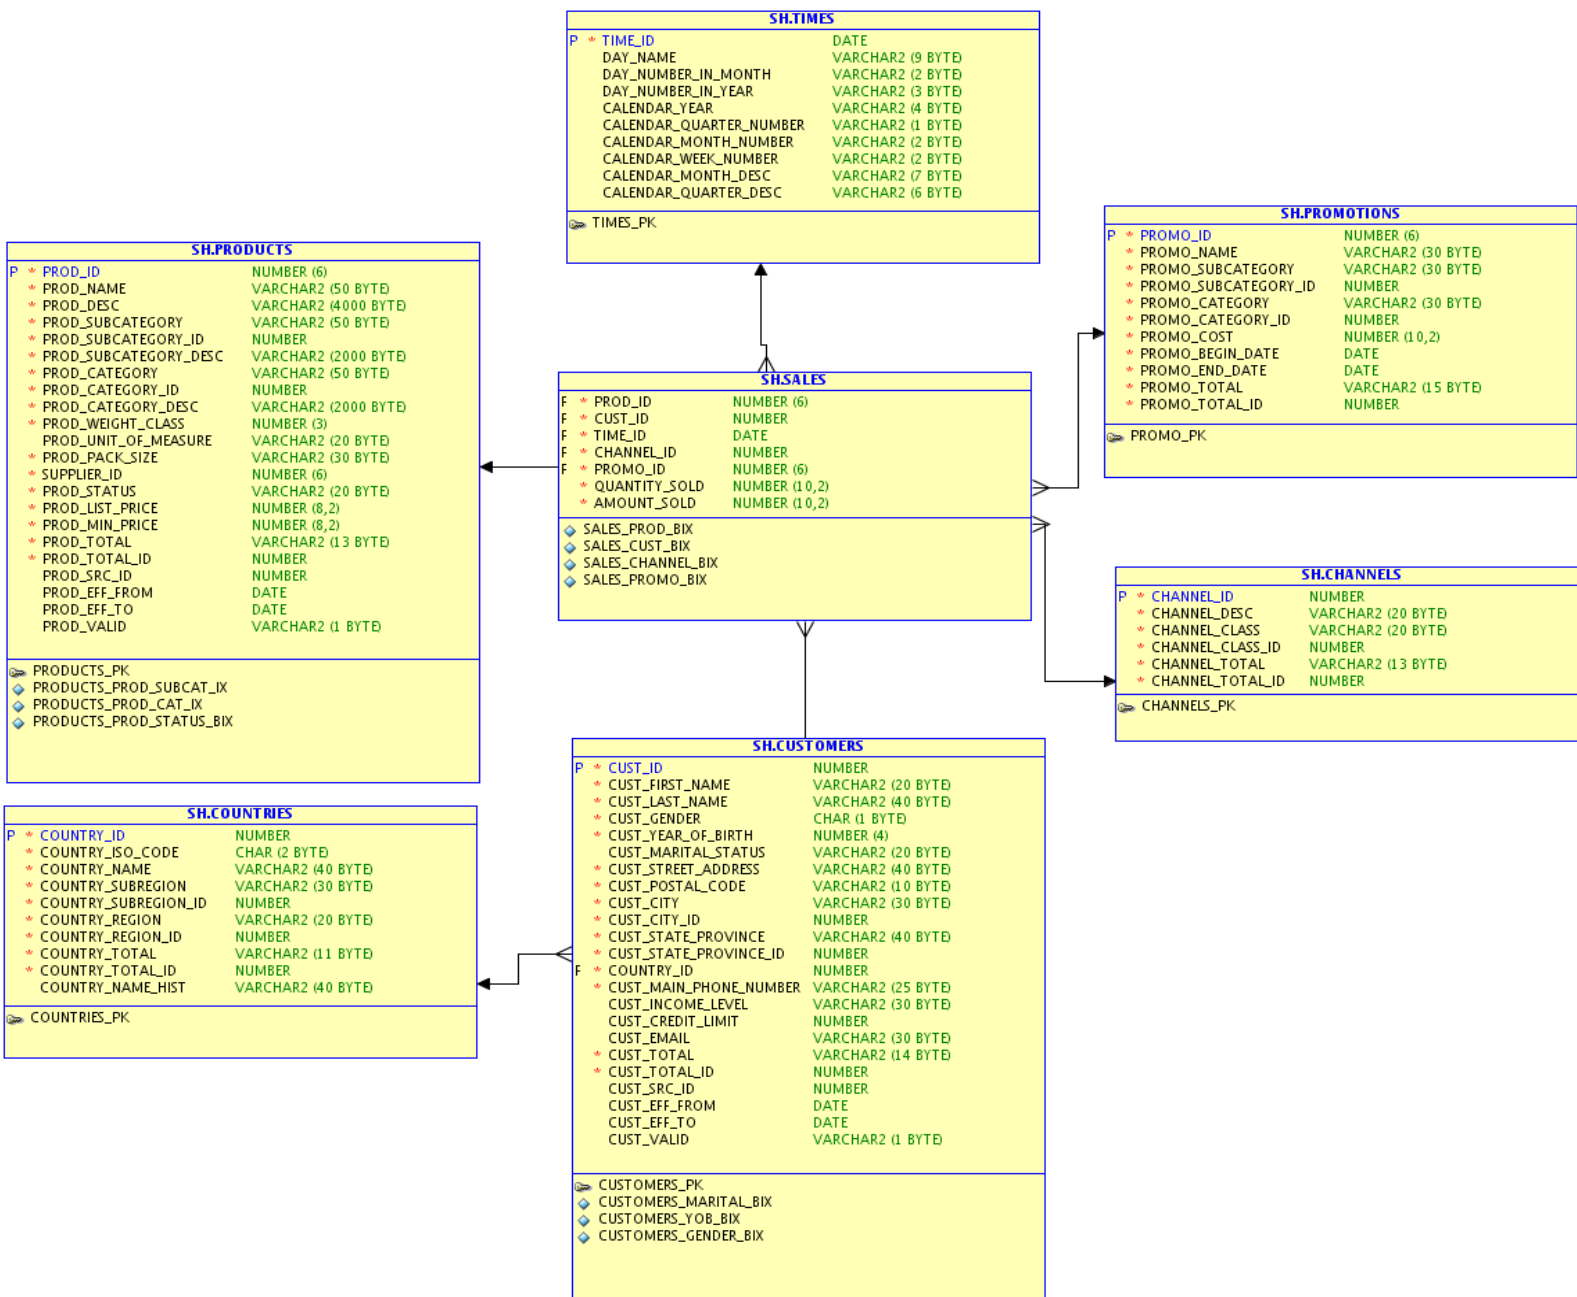 SH.TIMES
P * TIME_ID DATE
DAY_NAME VARCHAR2 (9 BYTE)
DAY_NUMBER_IN_MONTH VARCHAR2 (2 BYTE)
DAY_NUMBER_IN_YEAR VARCHAR2 (3 BYTE)
CALENDAR_YEAR VARCHAR2 (4 BYTE)
CALENDAR_QUARTER_NUMBER VARCHAR2 (1 BYTE)
CALENDAR_MONTH_NUMBER VARCHAR2 (2 BYTE)
CALENDAR_WEEK_NUMBER VARCHAR2 (2 BYTE)
CALENDAR_MONTH_DESC VARCHAR2 (7 BYTE)
CALENDAR_QUARTER_DESC VARCHAR2 (6 BYTE)
TIMES_PK
SH.PRODUCTS
P * PROD_ID NUMBER (6)
* PROD_NAME VARCHAR2 (50 BYTE)
* PROD_DESC VARCHAR2 (4000 BYTE)
* PROD_SUBCATEGORY VARCHAR2 (50 BYTE)
* PROD_SUBCATEGORY_ID NUMBER
* PROD_SUBCATEGORY_DESC VARCHAR2 (2000 BYTE)
* PROD_CATEGORY VARCHAR2 (50 BYTE)
* PROD_CATEGORY_ID NUMBER
* PROD_CATEGORY_DESC VARCHAR2 (2000 BYTE)
* PROD_WEIGHT_CLASS NUMBER (3)
PROD_UNIT_OF_MEASURE VARCHAR2 (20 BYTE)
* PROD_PACK_SIZE VARCHAR2 (30 BYTE)
* SUPPLIER_ID NUMBER (6)
* PROD_STATUS VARCHAR2 (20 BYTE)
* PROD_LIST_PRICE NUMBER (8,2)
* PROD_MIN_PRICE NUMBER (8,2)
* PROD_TOTAL VARCHAR2 (13 BYTE)
* PROD_TOTAL_ID NUMBER
PROD_SRC_ID NUMBER
PROD_EFF_FROM DATE
PROD_EFF_TO DATE
PROD_VALID VARCHAR2 (1 BYTE)
PRODUCTS_PK
PRODUCTS_PROD_SUBCAT_IX
PRODUCTS_PROD_CAT_IX
PRODUCTS_PROD_STATUS_BIX
SH.SALES
F * PROD_ID NUMBER (6)
F * CUST_ID NUMBER
F * TIME_ID DATE
F * CHANNEL_ID NUMBER
F * PROMO_ID NUMBER (6)
* QUANTITY_SOLD NUMBER (10,2)
* AMOUNT_SOLD NUMBER (10,2)
SALES_PROD_BIX
SALES_CUST_BIX
SALES_CHANNEL_BIX
SALES_PROMO_BIX
SH.PROMOTIONS
P * PROMO_ID NUMBER (6)
* PROMO_NAME VARCHAR2 (30 BYTE)
* PROMO_SUBCATEGORY VARCHAR2 (30 BYTE)
* PROMO_SUBCATEGORY_ID NUMBER
* PROMO_CATEGORY VARCHAR2 (30 BYTE)
* PROMO_CATEGORY_ID NUMBER
* PROMO_COST NUMBER (10,2)
* PROMO_BEGIN_DATE DATE
* PROMO_END_DATE DATE
* PROMO_TOTAL VARCHAR2 (15 BYTE)
* PROMO_TOTAL_ID NUMBER
PROMO_PK
SH.CHANNELS
P * CHANNEL_ID NUMBER
* CHANNEL_DESC VARCHAR2 (20 BYTE)
* CHANNEL_CLASS VARCHAR2 (20 BYTE)
* CHANNEL_CLASS_ID NUMBER
* CHANNEL_TOTAL VARCHAR2 (13 BYTE)
* CHANNEL_TOTAL_ID NUMBER
CHANNELS_PK
SH.COUNTRIES
P * COUNTRY_ID NUMBER
* COUNTRY_ISO_CODE CHAR (2 BYTE)
* COUNTRY_NAME VARCHAR2 (40 BYTE)
* COUNTRY_SUBREGION VARCHAR2 (30 BYTE)
* COUNTRY_SUBREGION_ID NUMBER
* COUNTRY_REGION VARCHAR2 (20 BYTE)
* COUNTRY_REGION_ID NUMBER
* COUNTRY_TOTAL VARCHAR2 (11 BYTE)
* COUNTRY_TOTAL_ID NUMBER
COUNTRY_NAME_HIST VARCHAR2 (40 BYTE)
COUNTRIES_PK
SH.CUSTOMERS
P * CUST_ID NUMBER
* CUST_FIRST_NAME VARCHAR2 (20 BYTE)
* CUST_LAST_NAME VARCHAR2 (40 BYTE)
* CUST_GENDER CHAR (1 BYTE)
* CUST_YEAR_OF_BIRTH NUMBER (4)
CUST_MARITAL_STATUS VARCHAR2 (20 BYTE)
* CUST_STREET_ADDRESS VARCHAR2 (40 BYTE)
* CUST_POSTAL_CODE VARCHAR2 (10 BYTE)
* CUST_CITY VARCHAR2 (30 BYTE)
* CUST_CITY_ID NUMBER
* CUST_STATE_PROVINCE VARCHAR2 (40 BYTE)
* CUST_STATE_PROVINCE_ID NUMBER
F * COUNTRY_ID NUMBER
* CUST_MAIN_PHONE_NUMBER VARCHAR2 (25 BYTE)
CUST_INCOME_LEVEL VARCHAR2 (30 BYTE)
CUST_CREDIT_LIMIT NUMBER
CUST_EMAIL VARCHAR2 (30 BYTE)
* CUST_TOTAL VARCHAR2 (14 BYTE)
* CUST_TOTAL_ID NUMBER
CUST_SRC_ID NUMBER
CUST_EFF_FROM DATE
CUST_EFF_TO DATE
CUST_VALID VARCHAR2 (1 BYTE)
CUSTOMERS_PK
CUSTOMERS_MARITAL_BIX
CUSTOMERS_YOB_BIX
CUSTOMERS_GENDER_BIX